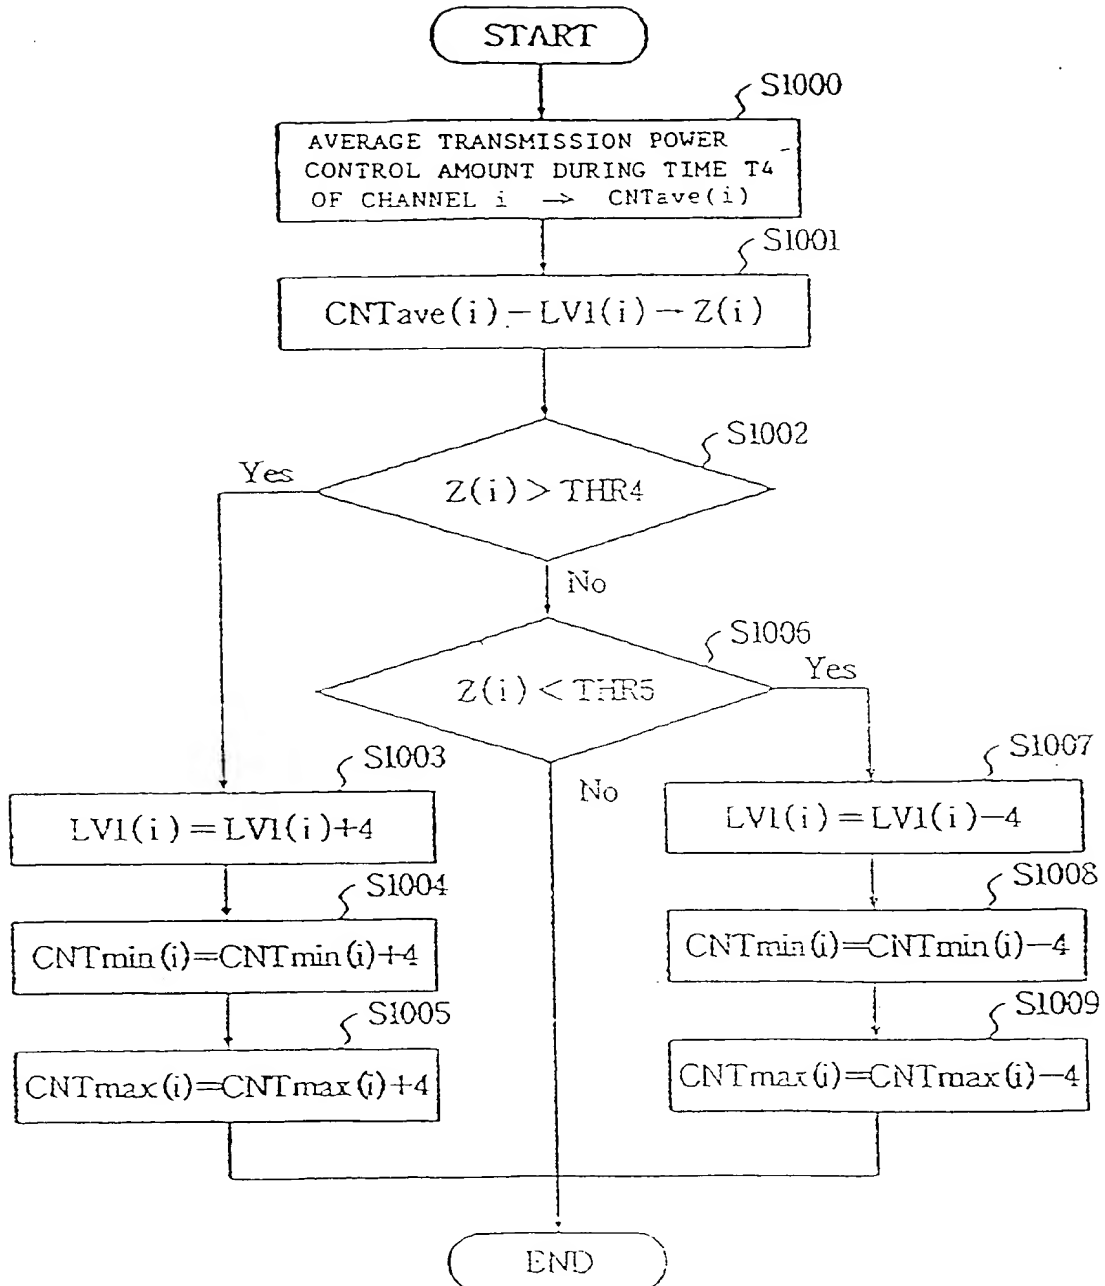 START
S1000
AVERAGE TRANSMISSION POWER
CONTROL AMOUNT DURING TIME T4
OF CHANNEL i → CNTave(i)
S1001
CNTave(i)-LV1(i)→Z(i)
S1002
Yes
Z(i)>THR4
No
S1006
Yes
Z(i)<THR5
No
S1003
LV1(i)=LV1(i)+4
S1004
CNTmin(i)=CNTmin(i)+4
S1005
CNTmax(i)=CNTmax(i)+4
S1007
LV1(i)=LV1(i)-4
S1008
CNTmin(i)=CNTmin(i)-4
S1009
CNTmax(i)=CNTmax(i)-4
END